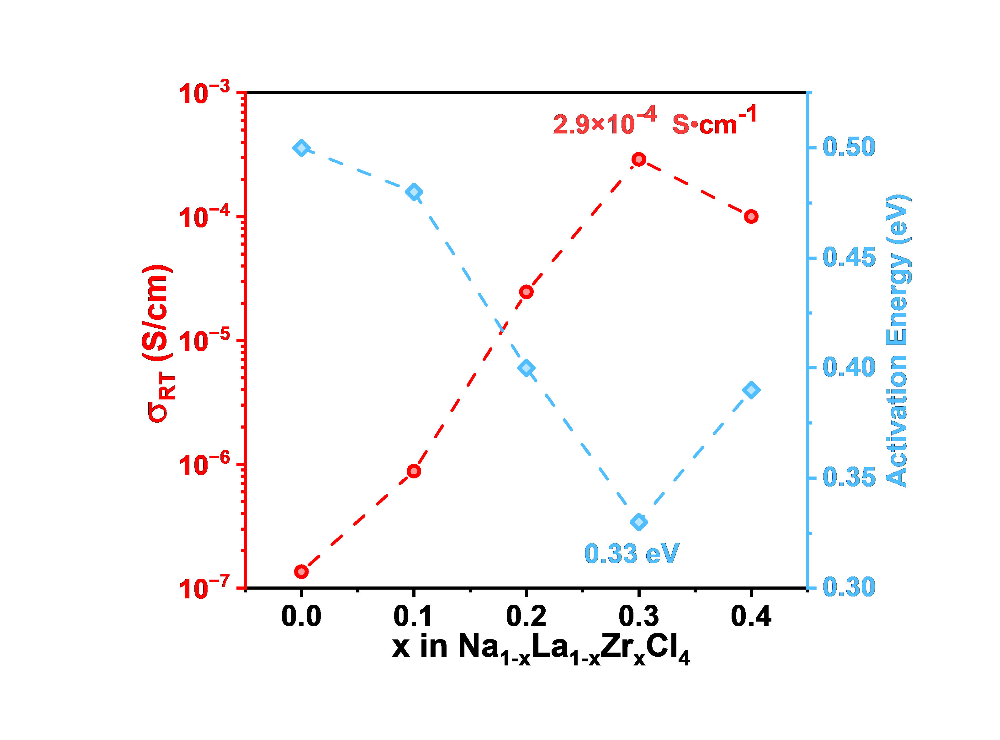 10⁻³
10⁻⁴
10⁻⁵
10⁻⁶
10⁻⁷
σRT (S/cm)
2.9×10⁻⁴ S•cm⁻¹
0.33 eV
0.50
0.45
0.40
0.35
0.30
Activation Energy (eV)
0.0 0.1 0.2 0.3 0.4
x in Na₁₋ₓLa₁₋ₓZrₓCl₄